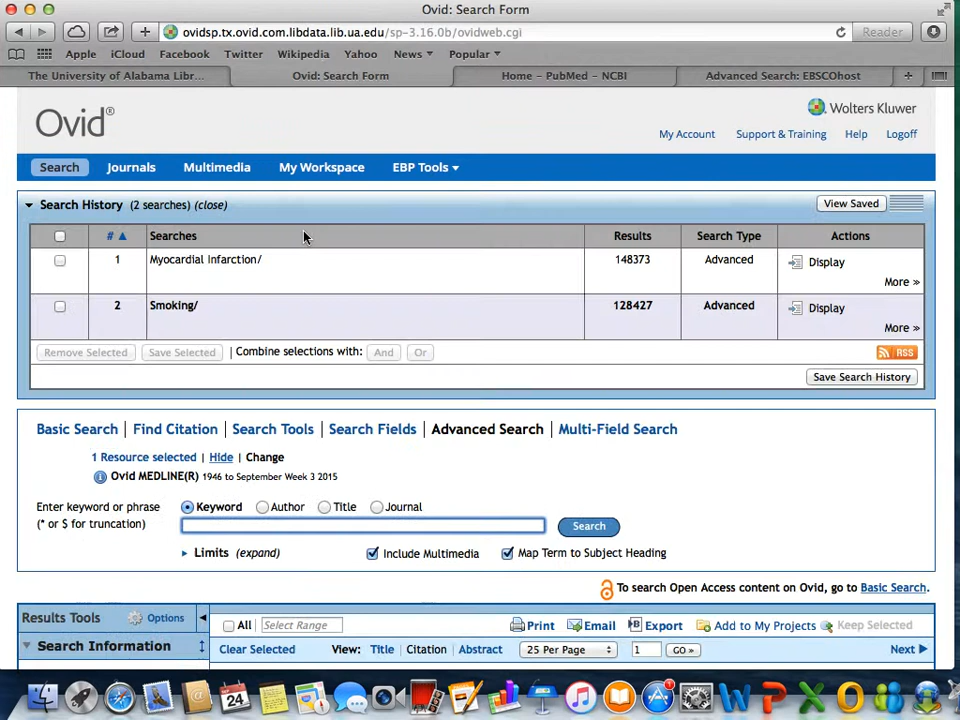 Ovid: Search Form
ovidsp.tx.ovid.com.libdata.lib.ua.edu/sp-3.16.0b/ovidweb.cgi
Reader
Apple iCloud Facebook Twitter Wikipedia Yahoo News ▾ Popular ▾
The University of Alabama Libr... Ovid: Search Form Home – PubMed – NCBI Advanced Search: EBSCOhost +
Ovid®
Wolters Kluwer
My Account Support & Training Help Logoff
Search Journals Multimedia My Workspace EBP Tools ▾
Search History (2 searches) (close) View Saved
# ▲ Searches Results Search Type Actions
1 Myocardial Infarction/ 148373 Advanced Display
More »
2 Smoking/ 128427 Advanced Display
More »
Remove Selected Save Selected Combine selections with: And Or RSS
Save Search History
Basic Search | Find Citation | Search Tools | Search Fields | Advanced Search | Multi-Field Search
1 Resource selected | Hide | Change
Ovid MEDLINE(R) 1946 to September Week 3 2015
Enter keyword or phrase
(* or $ for truncation)
Keyword Author Title Journal
Search
Limits (expand) Include Multimedia Map Term to Subject Heading
To search Open Access content on Ovid, go to Basic Search.
Results Tools Options
All Select Range Print Email Export Add to My Projects Keep Selected
Search Information
Clear Selected View: Title | Citation | Abstract 25 Per Page 1 GO » Next
24